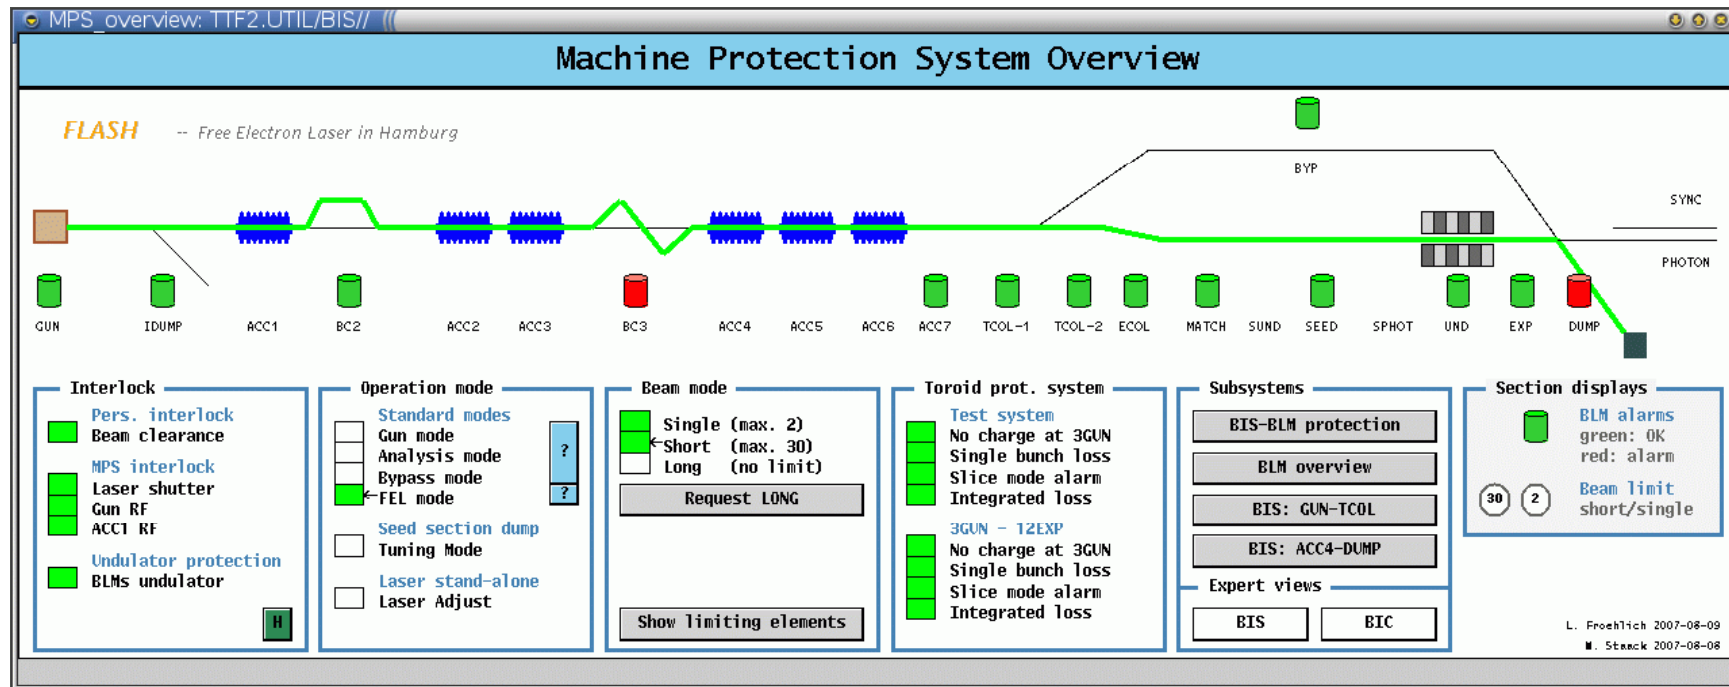 MPS_overview: TTF2.UTIL/BIS//
Machine Protection System Overview
FLASH -- Free Electron Laser in Hamburg
BYP
SYNC
PHOTON
GUN IDUMP ACC1 BC2 ACC2 ACC3 BC3 ACC4 ACC5 ACC6 ACC7 TCOL-1 TCOL-2 ECOL MATCH SUND SEED SPHOT UND EXP DUMP
Interlock
Pers. interlock
Beam clearance
MPS interlock
Laser shutter
Gun RF
ACC1 RF
Undulator protection
BLMs undulator
H
Operation mode
Standard modes
Gun mode
Analysis mode
Bypass mode
FEL mode
?
?
Seed section dump
Tuning Mode
Laser stand-alone
Laser Adjust
Beam mode
Single (max. 2)
Short (max. 30)
Long (no limit)
Request LONG
Show limiting elements
Toroid prot. system
Test system
No charge at 3GUN
Single bunch loss
Slice mode alarm
Integrated loss
3GUN - 12EXP
No charge at 3GUN
Single bunch loss
Slice mode alarm
Integrated loss
Subsystems
BIS-BLM protection
BLM overview
BIS: GUN-TCOL
BIS: ACC4-DUMP
Expert views
BIS BIC
Section displays
BLM alarms
green: OK
red: alarm
30 2 Beam limit
short/single
L. Froehlich 2007-08-09
M. Staack 2007-08-08